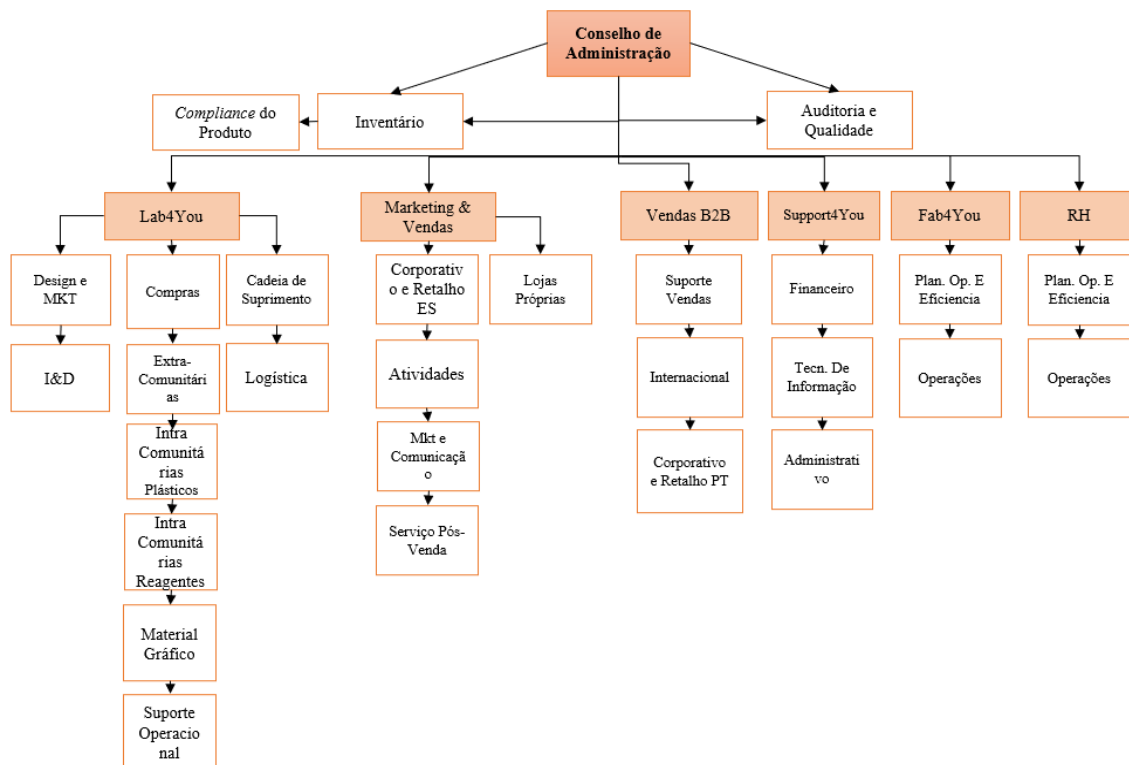 Conselho de
Administração
Compliance do
Produto
Inventário
Auditoria e
Qualidade
Lab4You
Marketing &
Vendas
Vendas B2B
Support4You
Fab4You
RH
Design e
MKT
Compras
Cadeia de
Suprimento
Corporativ
o e Retalho
ES
Lojas
Próprias
Suporte
Vendas
Financeiro
Plan. Op. E
Eficiencia
Plan. Op. E
Eficiencia
I&D
Extra-
Comunitári
as
Logística
Atividades
Internacional
Tecn. De
Informação
Operações
Operações
Intra
Comunitá
rias
Plásticos
Mkt e
Comunicaçã
o
Corporativo
e Retalho PT
Administrati
vo
Intra
Comunitá
rias
Reagentes
Serviço Pós-
Venda
Material
Gráfico
Suporte
Operacio
nal